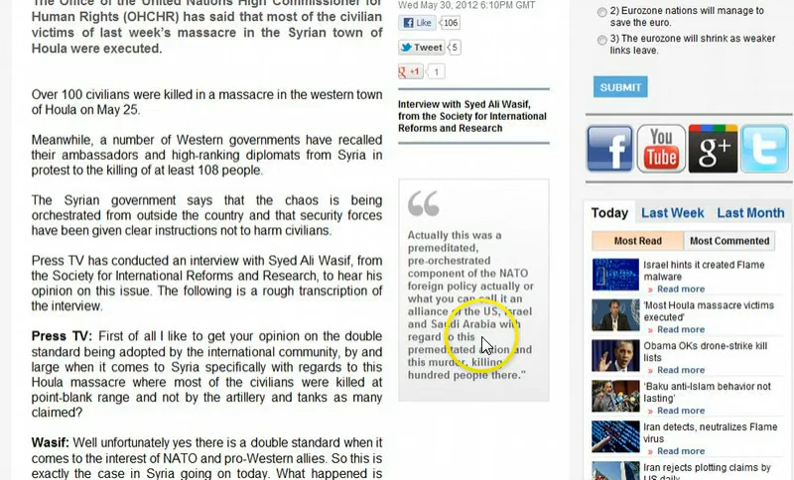 The Office of the United Nations High Commissioner for
Human Rights (OHCHR) has said that most of the civilian
victims of last week's massacre in the Syrian town of
Houla were executed.
Over 100 civilians were killed in a massacre in the western town
of Houla on May 25.
Meanwhile, a number of Western governments have recalled
their ambassadors and high-ranking diplomats from Syria in
protest to the killing of at least 108 people.
The Syrian government says that the chaos is being
orchestrated from outside the country and that security forces
have been given clear instructions not to harm civilians.
Press TV has conducted an interview with Syed Ali Wasif, from
the Society for International Reforms and Research, to hear his
opinion on this issue. The following is a rough transcription of
the interview.
Press TV: First of all I like to get your opinion on the double
standard being adopted by the international community, by and
large when it comes to Syria specifically with regards to this
Houla massacre where most of the civilians were killed at
point-blank range and not by the artillery and tanks as many
claimed?
Wasif: Well unfortunately yes there is a double standard when it
comes to the interest of NATO and pro-Western allies. So this is
exactly the case in Syria going on today. What happened is
Wed May 30, 2012 6:10PM GMT
Like 106
Tweet 5
+1 1
Interview with Syed Ali Wasif,
from the Society for International
Reforms and Research
Actually this was a
premeditated,
pre-orchestrated
component of the NATO
foreign policy actually or
what you can call it an
alliance of the US, Israel
and Saudi Arabia with
regard to this
premeditated action and
this murder, killing
hundred people there."
2) Eurozone nations will manage to
save the euro.
3) The eurozone will shrink as weaker
links leave.
SUBMIT
f
You
Tube
g+
t
Today Last Week Last Month
Most Read Most Commented
Israel hints it created Flame
malware
» Read more
'Most Houla massacre victims
executed'
» Read more
Obama OKs drone-strike kill
lists
» Read more
'Baku anti-Islam behavior not
lasting'
» Read more
Iran detects, neutralizes Flame
virus
» Read more
Iran rejects plotting claims by
US daily